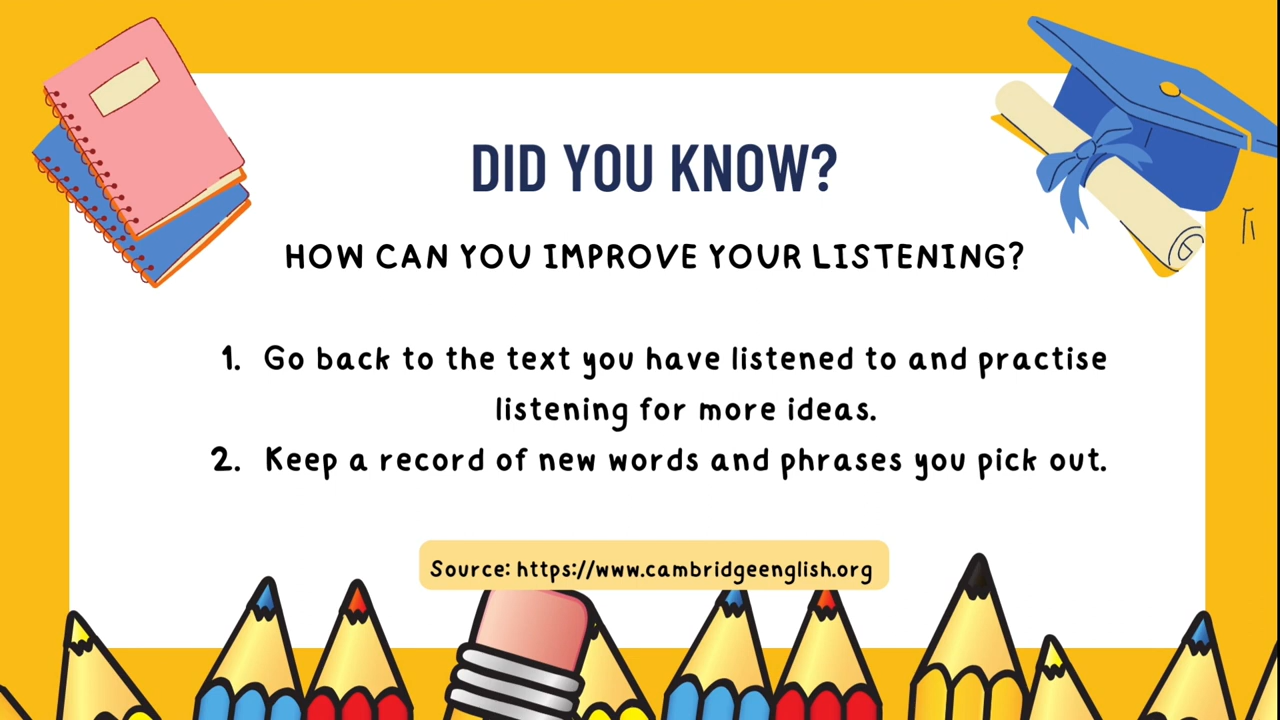 DID YOU KNOW?
HOW CAN YOU IMPROVE YOUR LISTENING?
1. Go back to the text you have listened to and practise
listening for more ideas.
2. Keep a record of new words and phrases you pick out.
Source: https://www.cambridgeenglish.org